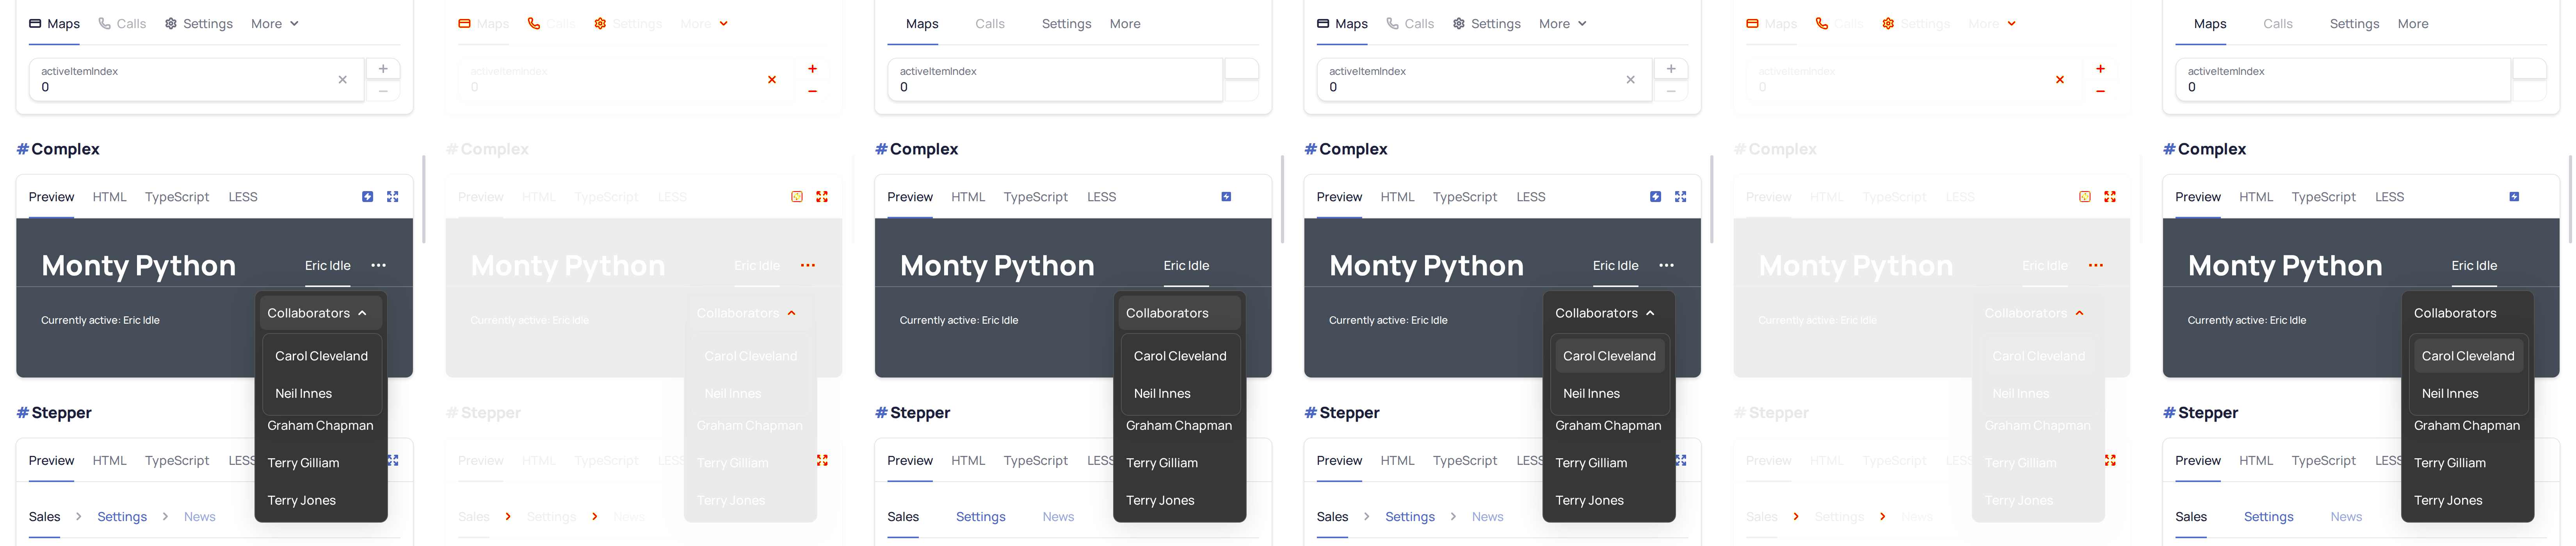 Maps Calls Settings More
activeItemIndex
0
#Complex
Preview HTML TypeScript LESS
Monty Python Eric Idle
Collaborators
Currently active: Eric Idle
Carol Cleveland
Neil Innes
#Stepper
Graham Chapman
Preview HTML TypeScript LESS
Terry Gilliam
Terry Jones
Sales Settings News
Maps Calls Settings More
activeItemIndex
0
#Complex
Preview HTML TypeScript LESS
Monty Python Eric Idle
Collaborators
Currently active: Eric Idle
Carol Cleveland
Neil Innes
#Stepper
Graham Chapman
Preview HTML TypeScript LESS
Terry Gilliam
Terry Jones
Sales Settings News
Maps Calls Settings More
activeItemIndex
0
#Complex
Preview HTML TypeScript LESS
Monty Python Eric Idle
Collaborators
Currently active: Eric Idle
Carol Cleveland
Neil Innes
#Stepper
Graham Chapman
Preview HTML TypeScript LESS
Terry Gilliam
Terry Jones
Sales Settings News
Maps Calls Settings More
activeItemIndex
0
#Complex
Preview HTML TypeScript LESS
Monty Python Eric Idle
Collaborators
Currently active: Eric Idle
Carol Cleveland
Neil Innes
#Stepper
Graham Chapman
Preview HTML TypeScript LESS
Terry Gilliam
Terry Jones
Sales Settings News
Maps Calls Settings More
activeItemIndex
0
#Complex
Preview HTML TypeScript LESS
Monty Python Eric Idle
Collaborators
Currently active: Eric Idle
Carol Cleveland
Neil Innes
#Stepper
Graham Chapman
Preview HTML TypeScript LESS
Terry Gilliam
Terry Jones
Sales Settings News
Maps Calls Settings More
activeItemIndex
0
#Complex
Preview HTML TypeScript LESS
Monty Python Eric Idle
Collaborators
Currently active: Eric Idle
Carol Cleveland
Neil Innes
#Stepper
Graham Chapman
Preview HTML TypeScript LESS
Terry Gilliam
Terry Jones
Sales Settings News